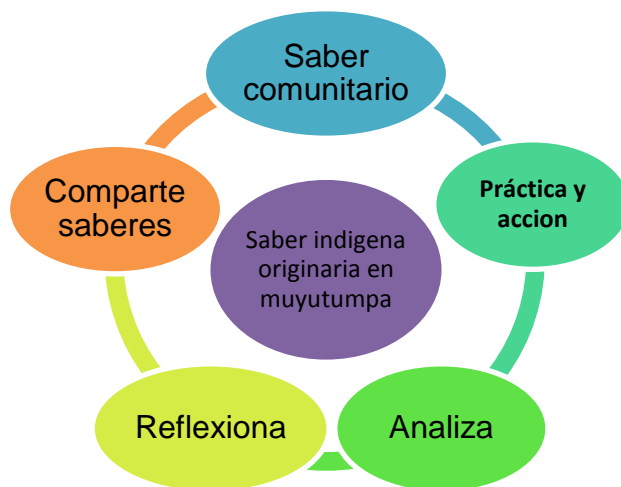 Saber
comunitario
Práctica y
accion
Analiza
Reflexiona
Comparte
saberes
Saber indigena
originaria en
muyutumpa